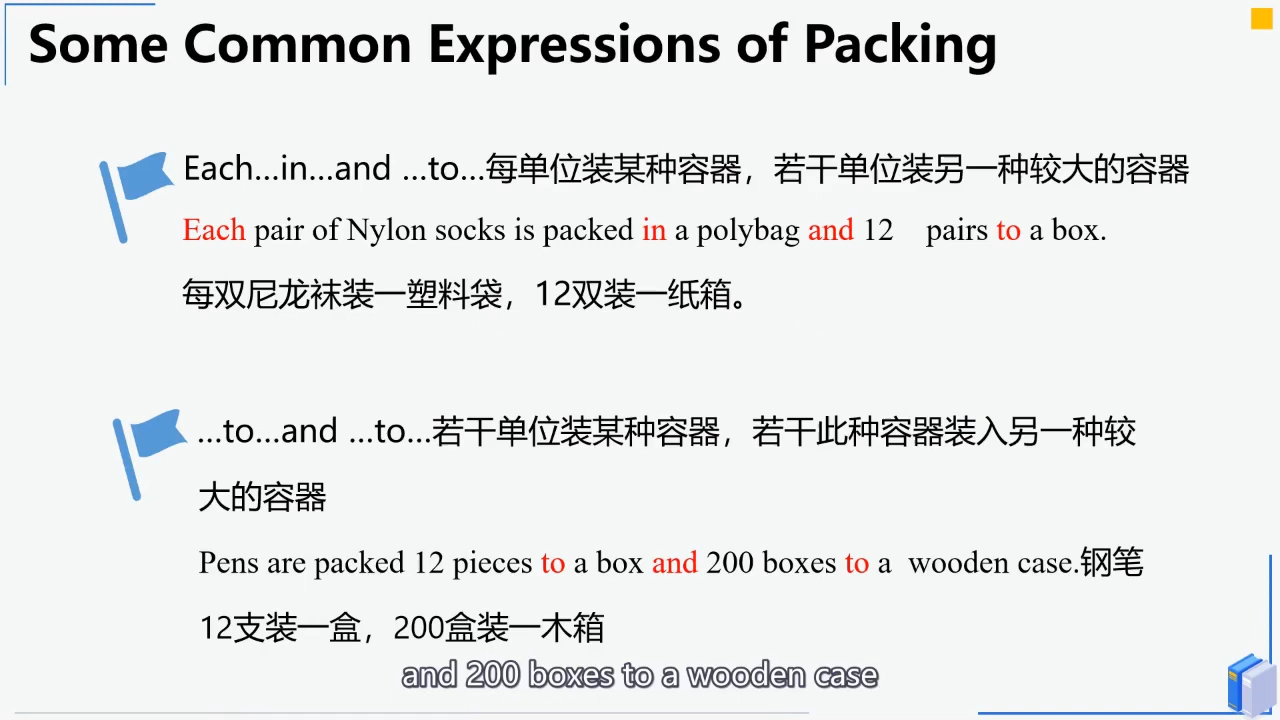 Some Common Expressions of Packing
Each...in...and ...to...每单位装某种容器，若干单位装另一种较大的容器
Each pair of Nylon socks is packed in a polybag and 12 pairs to a box.
每双尼龙袜装一塑料袋，12双装一纸箱。
...to...and ...to...若干单位装某种容器，若干此种容器装入另一种较
大的容器
Pens are packed 12 pieces to a box and 200 boxes to a wooden case.钢笔
12支装一盒，200盒装一木箱
and 200 boxes to a wooden case